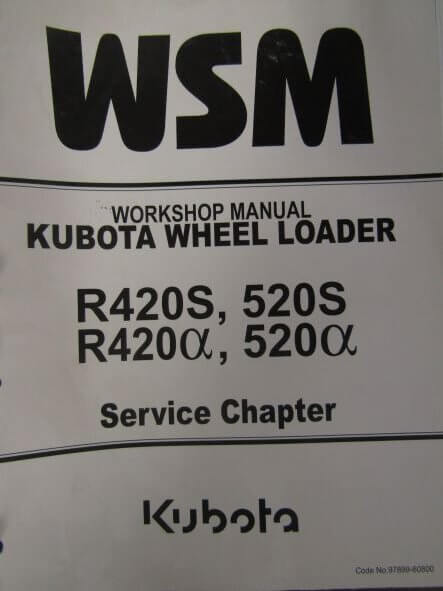 WSM
WORKSHOP MANUAL
KUBOTA WHEEL LOADER
R420S, 520S
R420α, 520α
Service Chapter
Kubota
Code No.97899-60800